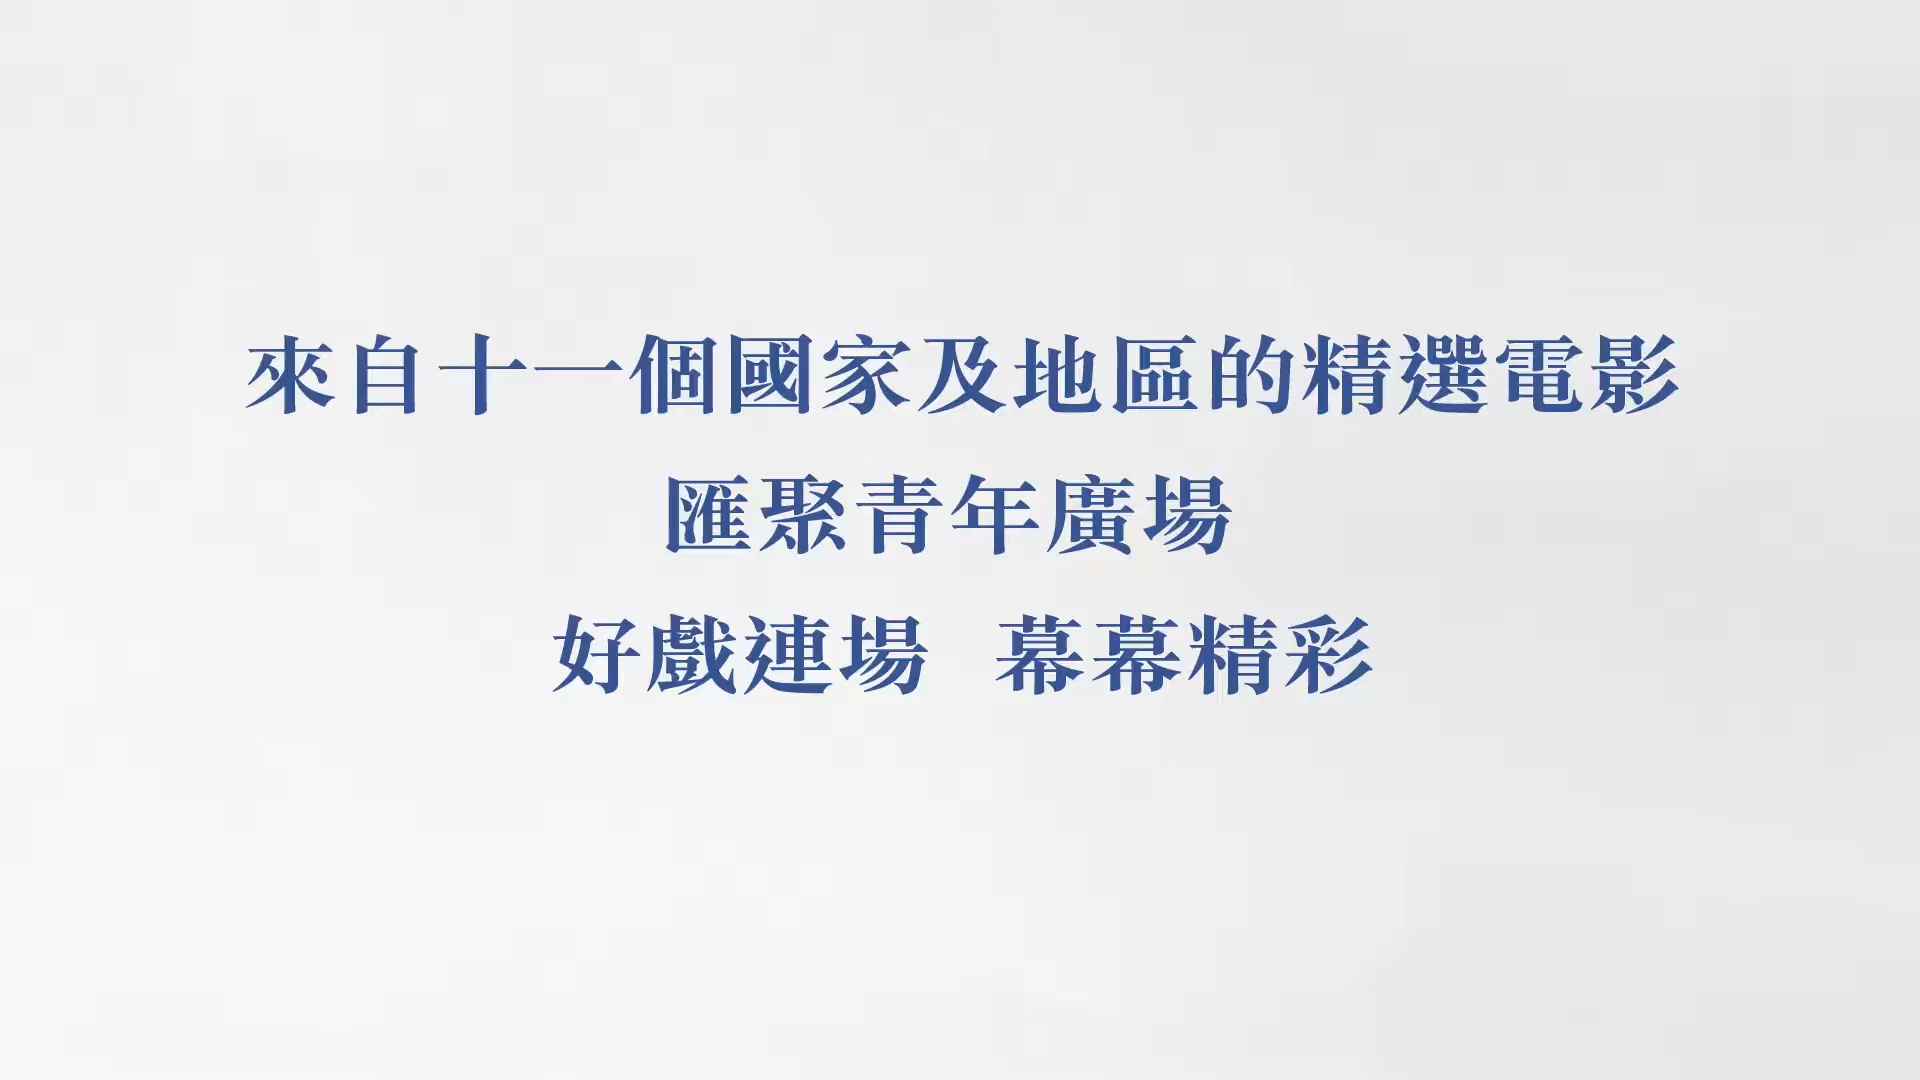 來自十一個國家及地區的精選電影
匯聚青年廣場
好戲連場 幕幕精彩